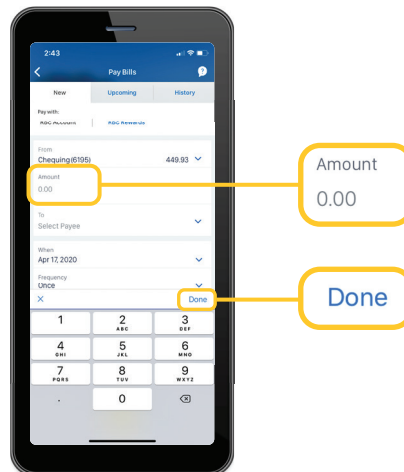 2:43
Pay Bills
?
New Upcoming History
Pay with:
RBC Account RBC Rewards
From
Chequing (6195) 449.93
Amount
0.00
To
Select Payee
When
Apr 17, 2020
Frequency
Once
× Done
1 2 3
ABC DEF
4 5 6
GHI JKL MNO
7 8 9
PQRS TUV WXYZ
. 0
Amount
0.00
Done